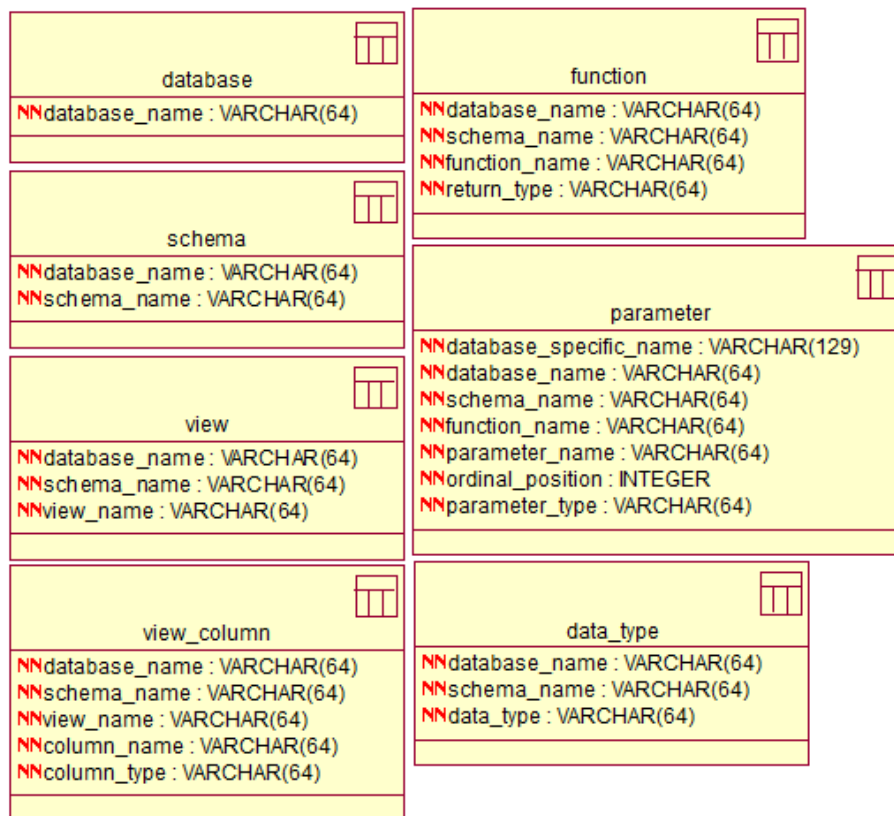 database
NNdatabase_name : VARCHAR(64)
schema
NNdatabase_name : VARCHAR(64)
NNschema_name : VARCHAR(64)
view
NNdatabase_name : VARCHAR(64)
NNschema_name : VARCHAR(64)
NNview_name : VARCHAR(64)
view_column
NNdatabase_name : VARCHAR(64)
NNschema_name : VARCHAR(64)
NNview_name : VARCHAR(64)
NNcolumn_name : VARCHAR(64)
NNcolumn_type : VARCHAR(64)
function
NNdatabase_name : VARCHAR(64)
NNschema_name : VARCHAR(64)
NNfunction_name : VARCHAR(64)
NNreturn_type : VARCHAR(64)
parameter
NNdatabase_specific_name : VARCHAR(129)
NNdatabase_name : VARCHAR(64)
NNschema_name : VARCHAR(64)
NNfunction_name : VARCHAR(64)
NNparameter_name : VARCHAR(64)
NNordinal_position : INTEGER
NNparameter_type : VARCHAR(64)
data_type
NNdatabase_name : VARCHAR(64)
NNschema_name : VARCHAR(64)
NNdata_type : VARCHAR(64)